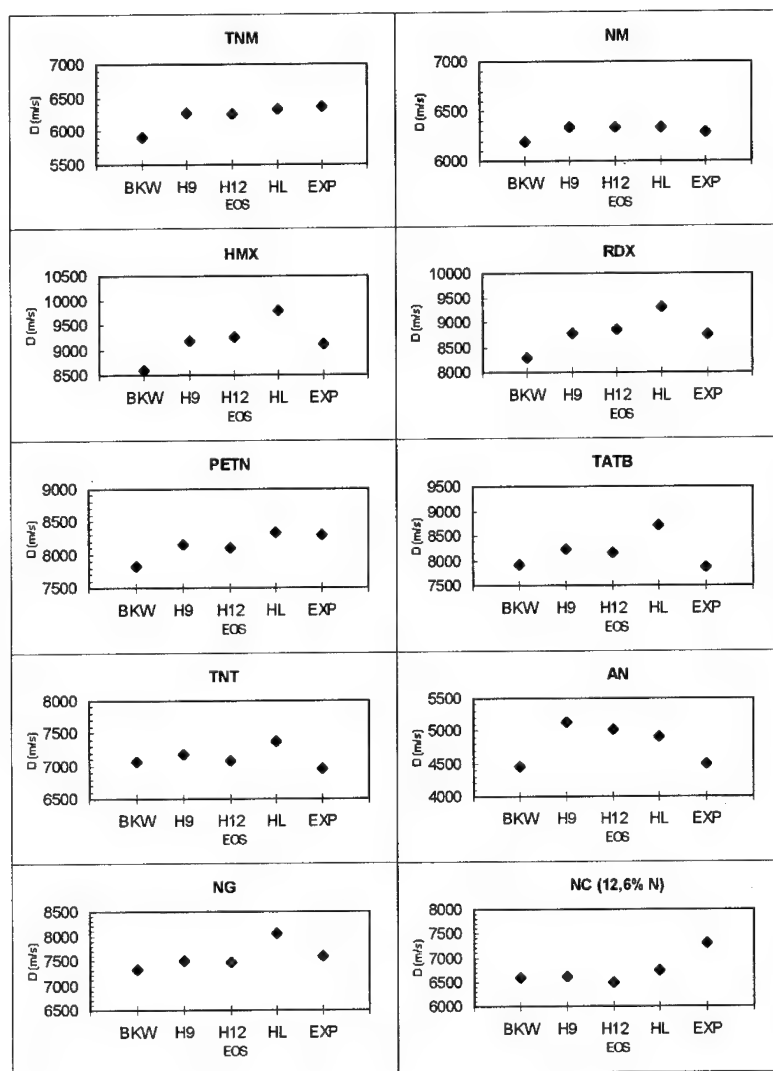 TNM
7000
6500
6000
5500
D (m/s)
BKW H9 H12 HL EXP
EOS
NM
7000
6500
6000
D (m/s)
BKW H9 H12 HL EXP
EOS
HMX
10500
10000
9500
9000
8500
D (m/s)
BKW H9 H12 HL EXP
EOS
RDX
10000
9500
9000
8500
8000
D (m/s)
BKW H9 H12 HL EXP
EOS
PETN
9000
8500
8000
7500
D (m/s)
BKW H9 H12 HL EXP
EOS
TATB
9500
9000
8500
8000
7500
D (m/s)
BKW H9 H12 HL EXP
EOS
TNT
8000
7500
7000
6500
D (m/s)
BKW H9 H12 HL EXP
EOS
AN
5500
5000
4500
4000
D (m/s)
BKW H9 H12 HL EXP
EOS
NG
8500
8000
7500
7000
6500
D (m/s)
BKW H9 H12 HL EXP
EOS
NC (12,6% N)
8000
7500
7000
6500
6000
D (m/s)
BKW H9 H12 HL EXP
EOS